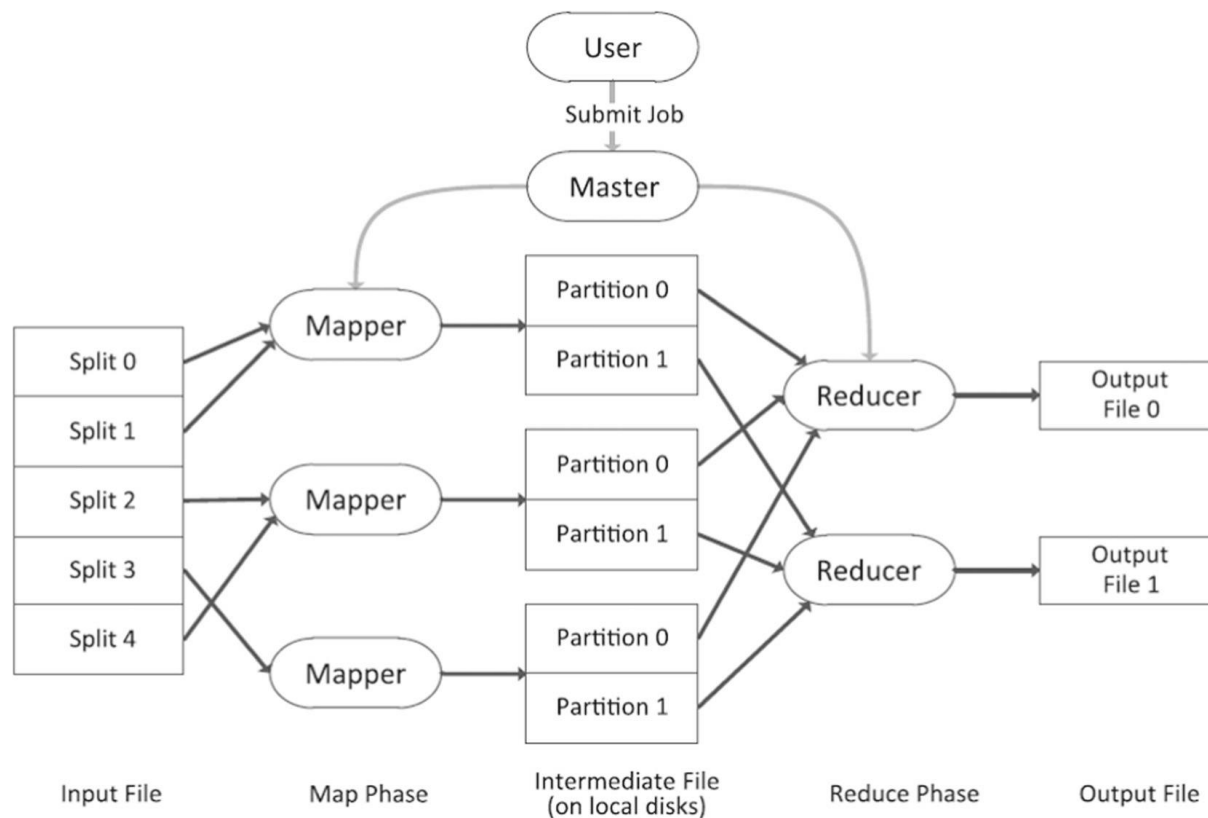 User
Submit Job
Master
Split 0
Split 1
Split 2
Split 3
Split 4
Mapper
Mapper
Mapper
Partition 0
Partition 1
Partition 0
Partition 1
Partition 0
Partition 1
Reducer
Reducer
Output
File 0
Output
File 1
Input File
Map Phase
Intermediate File
(on local disks)
Reduce Phase
Output File